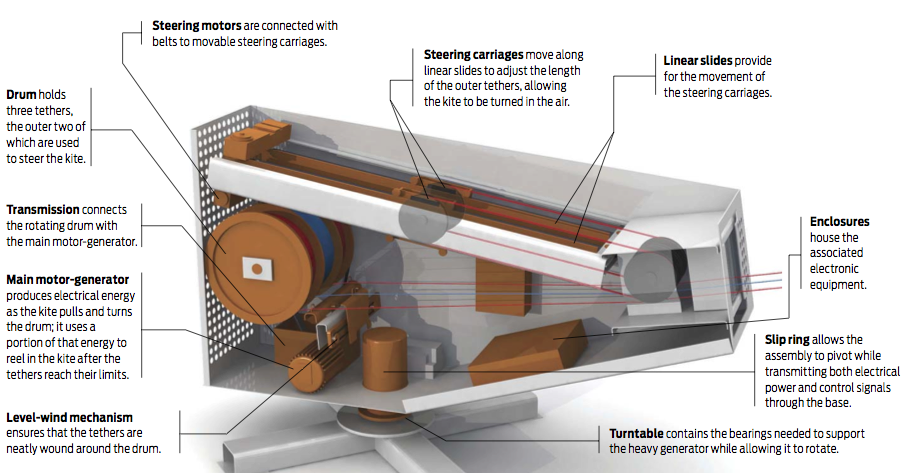 Steering motors are connected with
belts to movable steering carriages.
Steering carriages move along
linear slides to adjust the length
of the outer tethers, allowing
the kite to be turned in the air.
Linear slides provide
for the movement of
the steering carriages.
Drum holds
three tethers,
the outer two of
which are used
to steer the kite.
Transmission connects
the rotating drum with
the main motor-generator.
Main motor-generator
produces electrical energy
as the kite pulls and turns
the drum; it uses a
portion of that energy to
reel in the kite after the
tethers reach their limits.
Level-wind mechanism
ensures that the tethers are
neatly wound around the drum.
Enclosures
house the
associated
electronic
equipment.
Slip ring allows the
assembly to pivot while
transmitting both electrical
power and control signals
through the base.
Turntable contains the bearings needed to support
the heavy generator while allowing it to rotate.